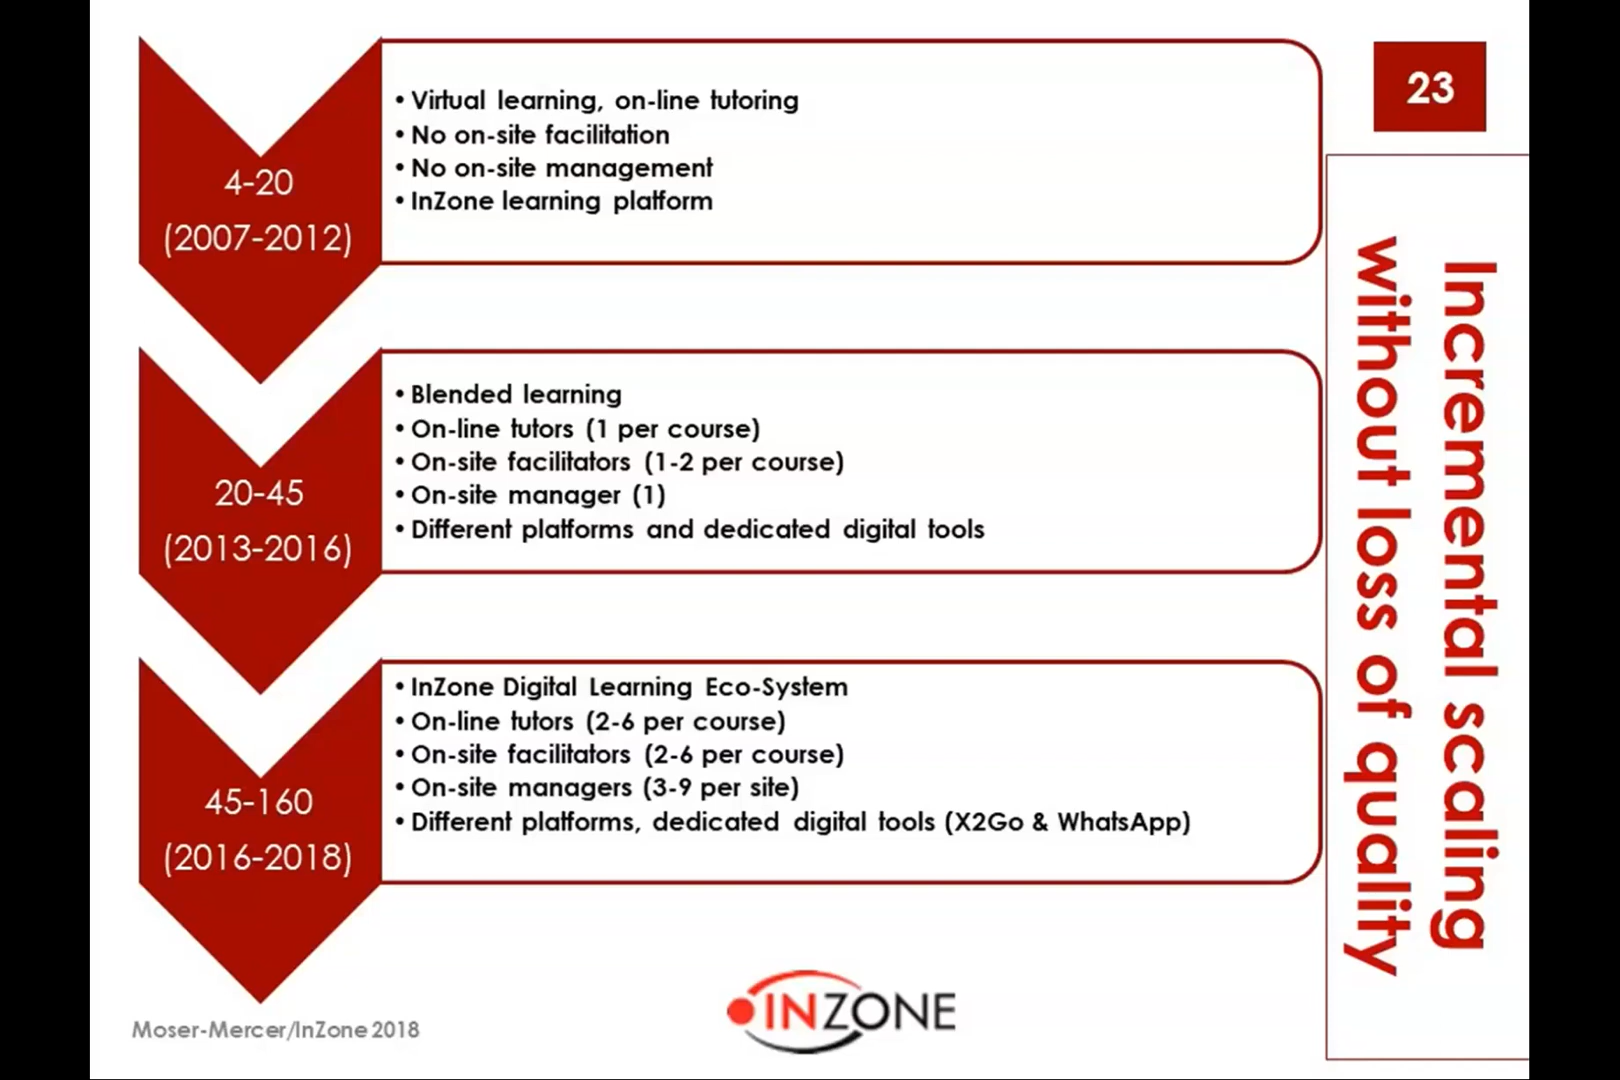 23
Incremental scaling
without loss of quality
4-20
(2007-2012)
• Virtual learning, on-line tutoring
• No on-site facilitation
• No on-site management
• InZone learning platform
20-45
(2013-2016)
• Blended learning
• On-line tutors (1 per course)
• On-site facilitators (1-2 per course)
• On-site manager (1)
• Different platforms and dedicated digital tools
45-160
(2016-2018)
• InZone Digital Learning Eco-System
• On-line tutors (2-6 per course)
• On-site facilitators (2-6 per course)
• On-site managers (3-9 per site)
• Different platforms, dedicated digital tools (X2Go & WhatsApp)
Moser-Mercer/InZone 2018
INZONE